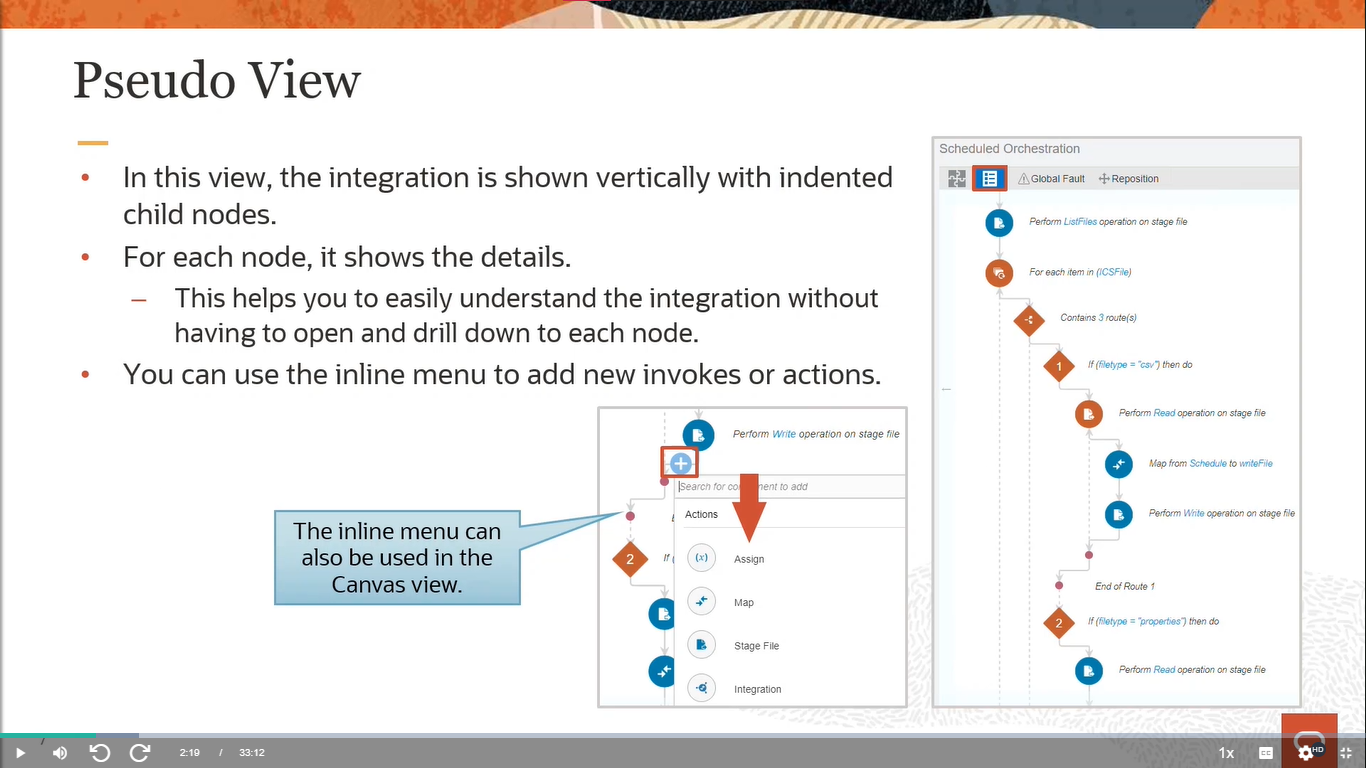 Pseudo View
In this view, the integration is shown vertically with indented
child nodes.
For each node, it shows the details.
This helps you to easily understand the integration without
having to open and drill down to each node.
You can use the inline menu to add new invokes or actions.
The inline menu can
also be used in the
Canvas view.
Perform Write operation on stage file
Search for
to add
Actions
2
If (
(x)
Assign
Map
Stage File
Integration
Scheduled Orchestration
Global Fault
Reposition
Perform ListFiles operation on stage file
For each item in (ICSFile)
Contains 3 route(s)
1
If (filetype = "csv") then do
Perform Read operation on stage file
Map from Schedule to writeFile
Perform Write operation on stage file
End of Route 1
2
If (filetype = "properties") then do
Perform Read operation on stage file
2:19 / 33:12
1x
CC
HD